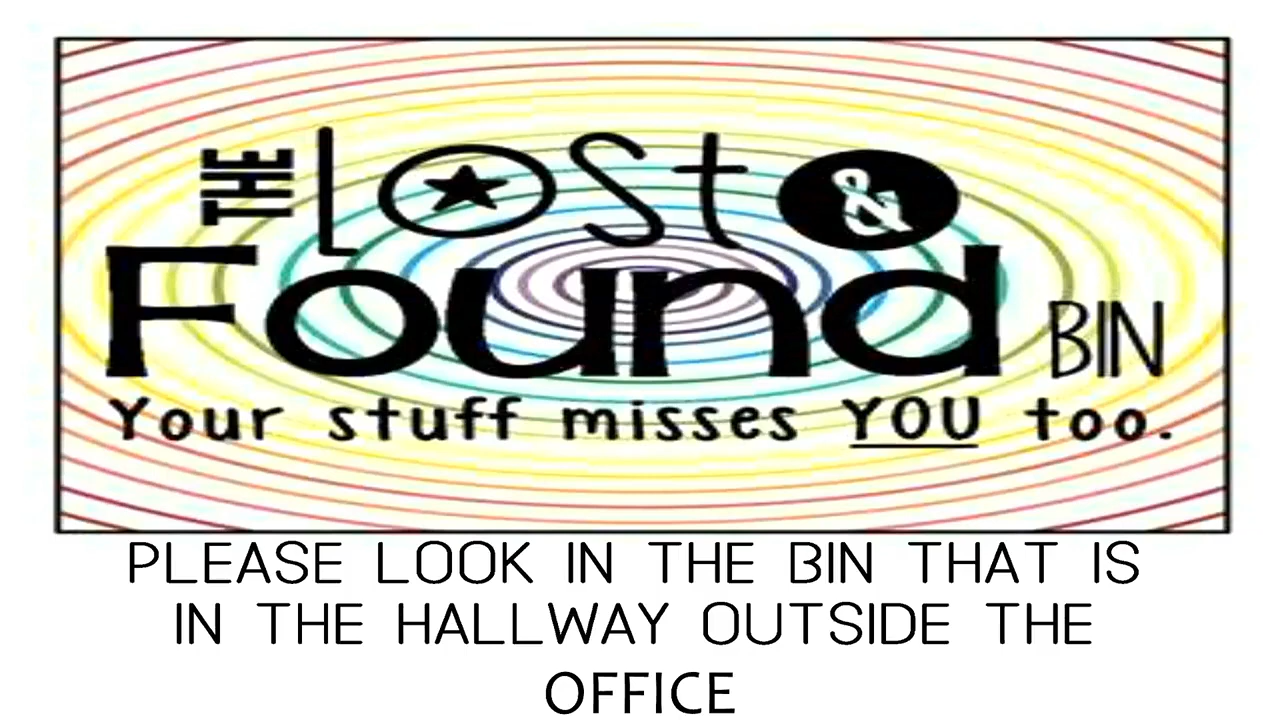 THE Lost &
Found BIN
Your stuff misses YOU too.
PLEASE LOOK IN THE BIN THAT IS
IN THE HALLWAY OUTSIDE THE
OFFICE